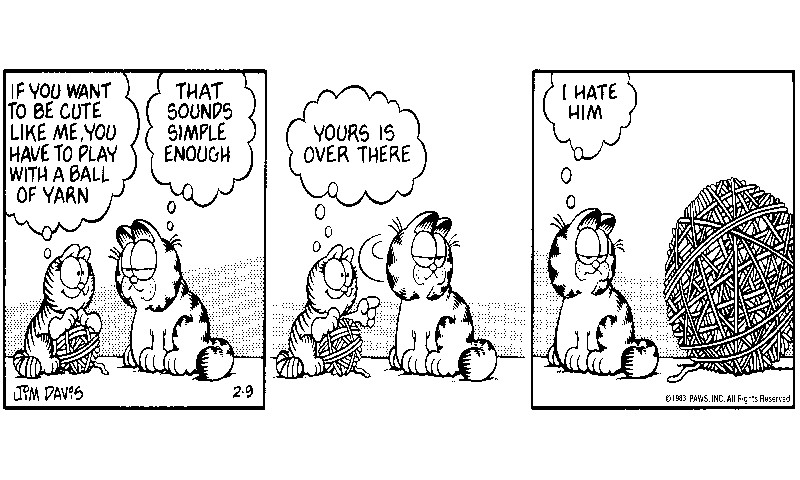 IF YOU WANT
TO BE CUTE
LIKE ME, YOU
HAVE TO PLAY
WITH A BALL
OF YARN
THAT
SOUNDS
SIMPLE
ENOUGH
JIM DAVIS
2-9
YOURS IS
OVER THERE
I HATE
HIM
©1983 PAWS, INC. All Rights Reserved